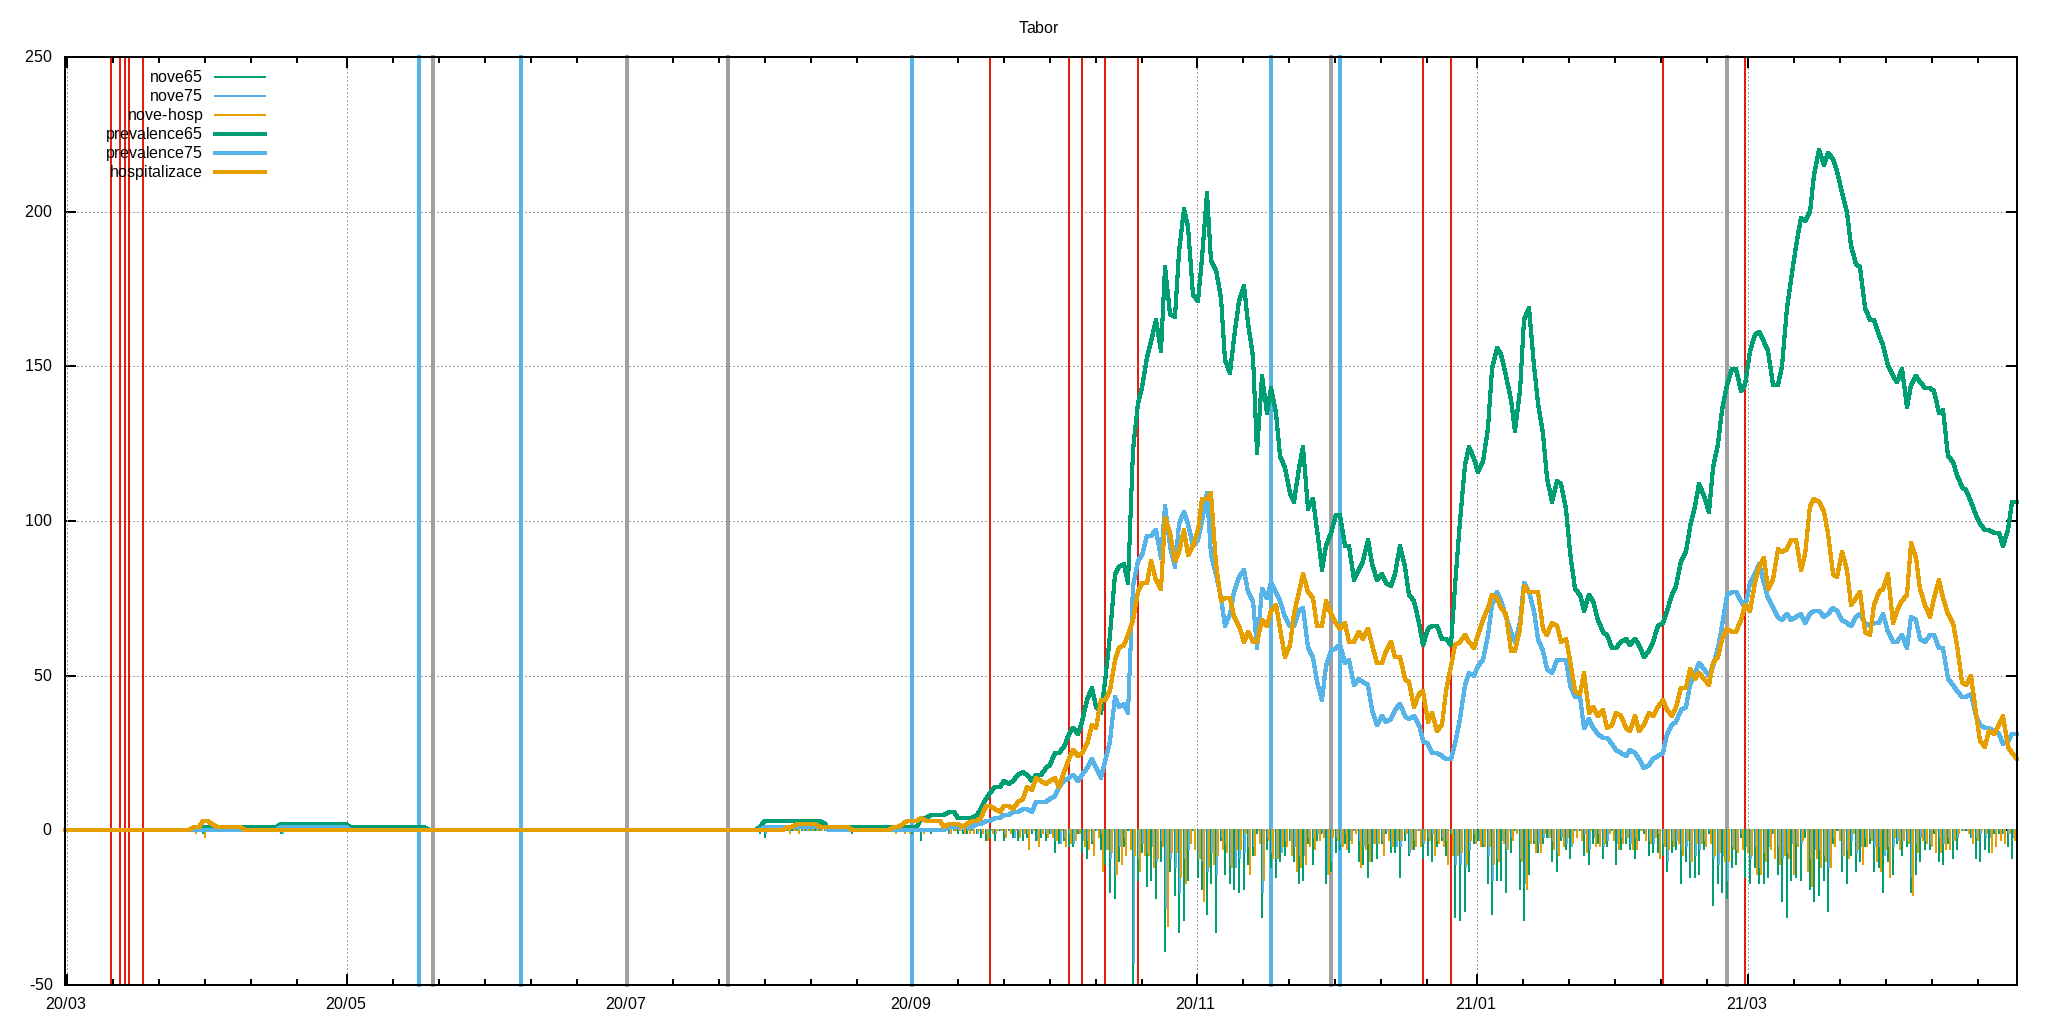 Tabor
250
200
150
100
50
0
-50
nove65
nove75
nove-hosp
prevalence65
prevalence75
hospitalizace
20/03 20/05 20/07 20/09 20/11 21/01 21/03